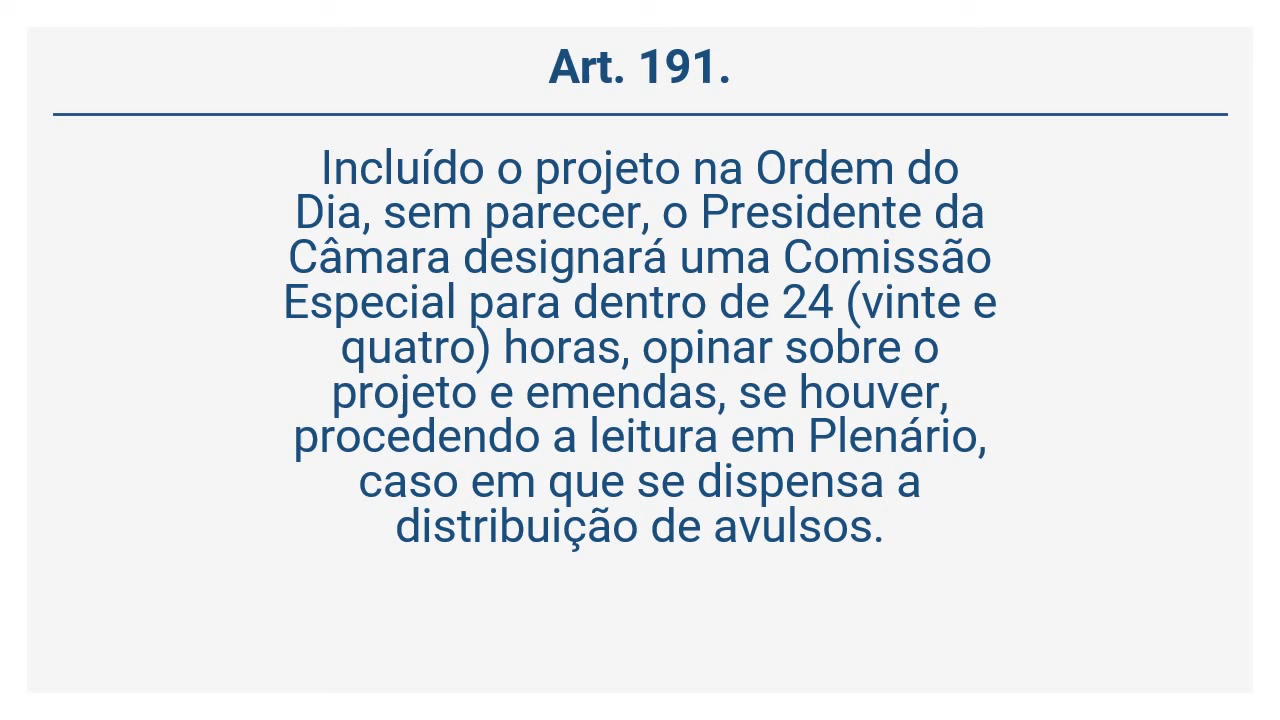 Art. 191.
Incluído o projeto na Ordem do
Dia, sem parecer, o Presidente da
Câmara designará uma Comissão
Especial para dentro de 24 (vinte e
quatro) horas, opinar sobre o
projeto e emendas, se houver,
procedendo a leitura em Plenário,
caso em que se dispensa a
distribuição de avulsos.